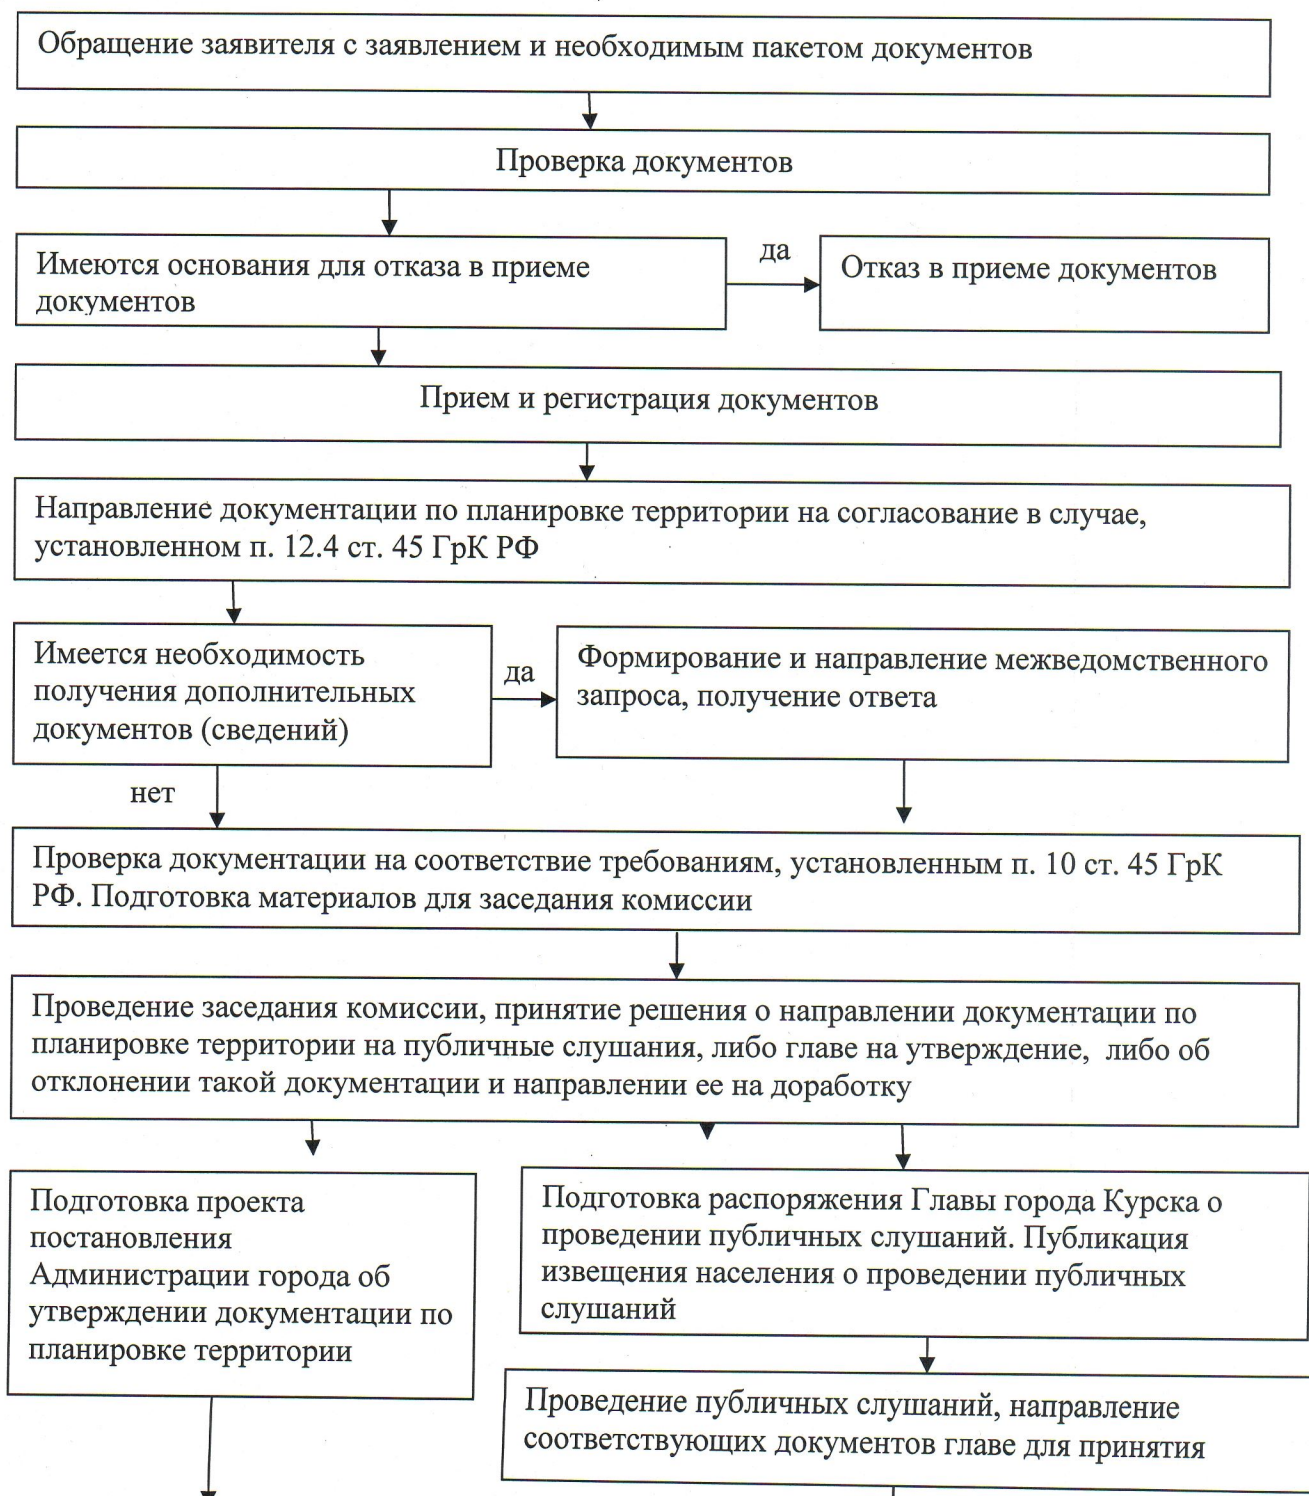 Обращение заявителя с заявлением и необходимым пакетом документов
Проверка документов
Имеются основания для отказа в приеме
документов
да
Отказ в приеме документов
Прием и регистрация документов
Направление документации по планировке территории на согласование в случае,
установленном п. 12.4 ст. 45 ГрК РФ
Имеется необходимость
получения дополнительных
документов (сведений)
да
Формирование и направление межведомственного
запроса, получение ответа
нет
Проверка документации на соответствие требованиям, установленным п. 10 ст. 45 ГрК
РФ. Подготовка материалов для заседания комиссии
Проведение заседания комиссии, принятие решения о направлении документации по
планировке территории на публичные слушания, либо главе на утверждение, либо об
отклонении такой документации и направлении ее на доработку
Подготовка проекта
постановления
Администрации города об
утверждении документации по
планировке территории
Подготовка распоряжения Главы города Курска о
проведении публичных слушаний. Публикация
извещения населения о проведении публичных
слушаний
Проведение публичных слушаний, направление
соответствующих документов главе для принятия